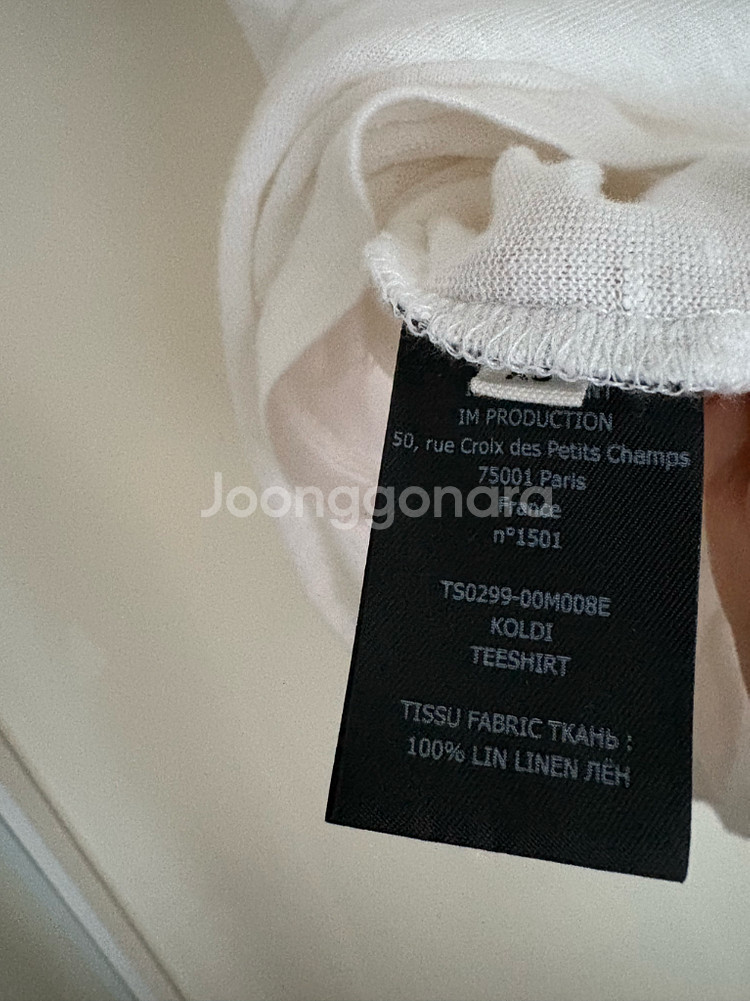 IM PRODUCTION
50, rue Croix des Petits Champs
75001 Paris
France
n°1501
TS0299-00M008E
KOLDI
TEESHIRT
TISSU FABRIC ТКАНЬ :
100% LIN LINEN ЛЁН
Joonggonara